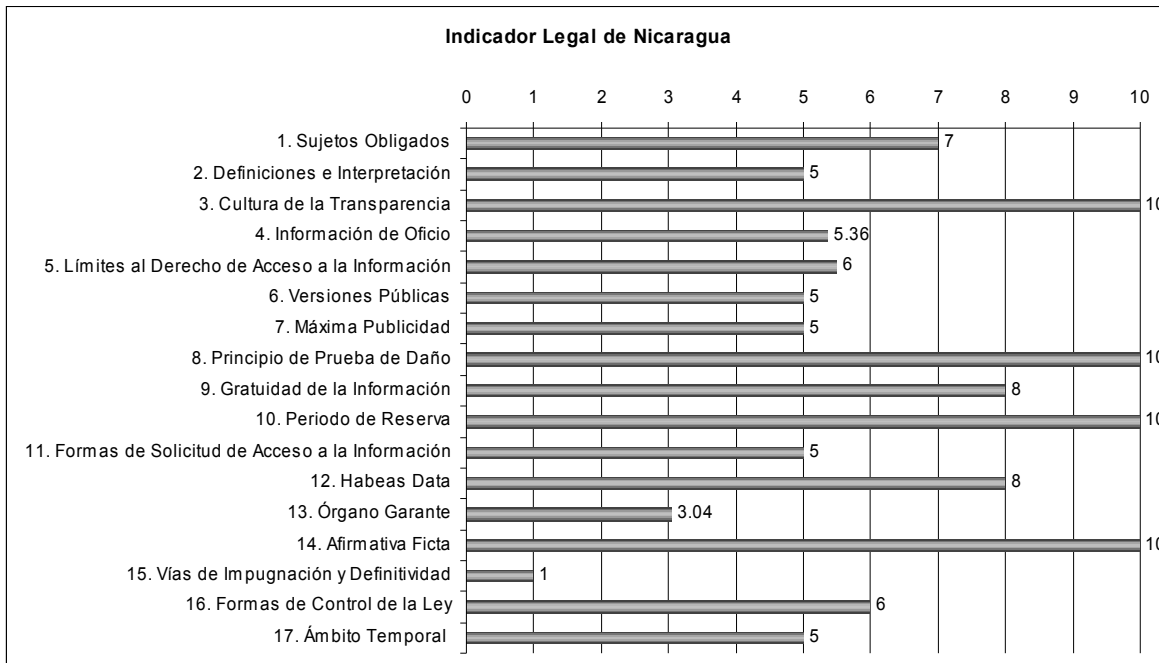 Indicador Legal de Nicaragua
0 1 2 3 4 5 6 7 8 9 10
1. Sujetos Obligados 7
2. Definiciones e Interpretación 5
3. Cultura de la Transparencia 10
4. Información de Oficio 5.36
5. Límites al Derecho de Acceso a la Información 6
6. Versiones Públicas 5
7. Máxima Publicidad 5
8. Principio de Prueba de Daño 10
9. Gratuidad de la Información 8
10. Periodo de Reserva 10
11. Formas de Solicitud de Acceso a la Información 5
12. Habeas Data 8
13. Órgano Garante 3.04
14. Afirmativa Ficta 10
15. Vías de Impugnación y Definitividad 1
16. Formas de Control de la Ley 6
17. Ámbito Temporal 5